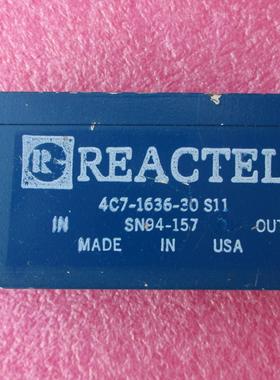 R REACTEL
4C7-1636-30 S11
IN SN94-157 OUT
MADE IN USA